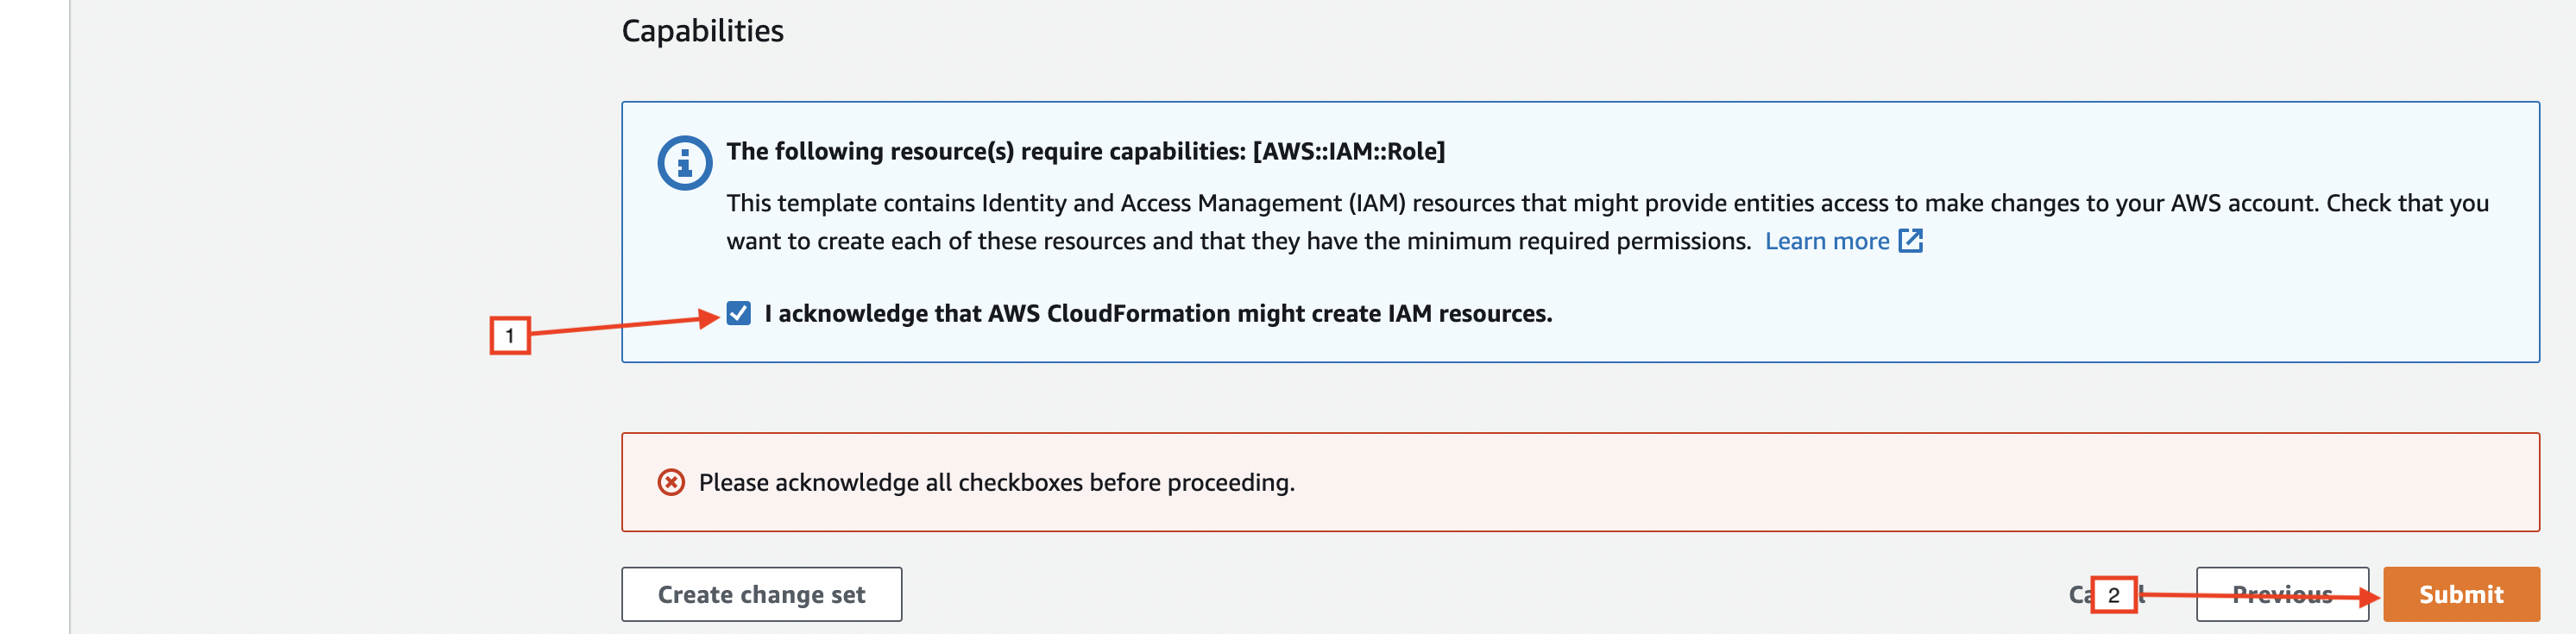 Capabilities
The following resource(s) require capabilities: [AWS::IAM::Role]
This template contains Identity and Access Management (IAM) resources that might provide entities access to make changes to your AWS account. Check that you
want to create each of these resources and that they have the minimum required permissions. Learn more
1
I acknowledge that AWS CloudFormation might create IAM resources.
Please acknowledge all checkboxes before proceeding.
Create change set
2
Previous
Submit